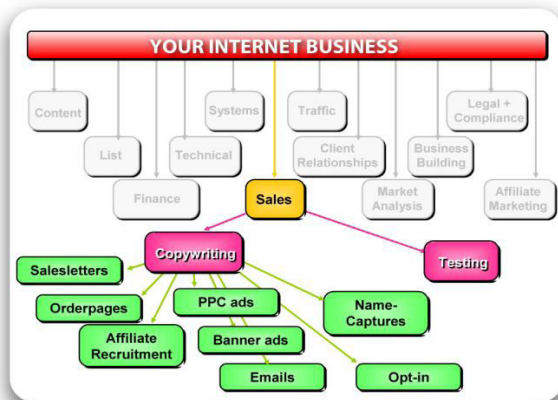 YOUR INTERNET BUSINESS
Content
Systems
Traffic
Legal +
Compliance
List
Technical
Client
Relationships
Business
Building
Finance
Sales
Market
Analysis
Affiliate
Marketing
Copywriting
Testing
Salesletters
Orderpages
Affiliate
Recruitment
PPC ads
Banner ads
Emails
Name-
Captures
Opt-in